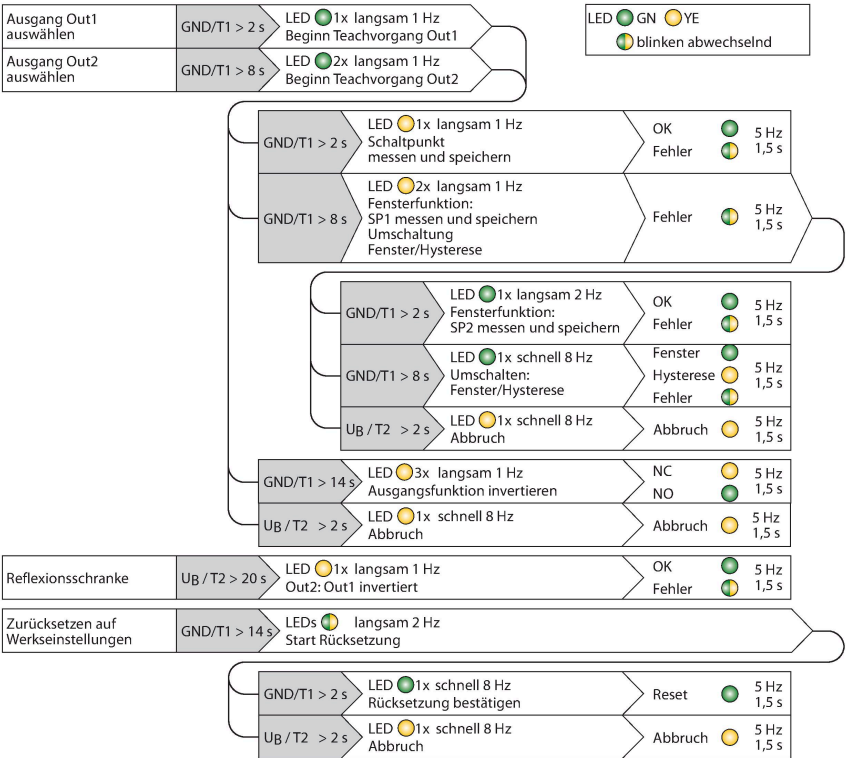 LED GN YE
blinken abwechselnd
Ausgang Out1
auswählen
GND/T1 > 2 s
LED 1x langsam 1 Hz
Beginn Teachvorgang Out1
Ausgang Out2
auswählen
GND/T1 > 8 s
LED 2x langsam 1 Hz
Beginn Teachvorgang Out2
GND/T1 > 2 s
LED 1x langsam 1 Hz
Schaltpunkt
messen und speichern
OK
Fehler
5 Hz
1,5 s
GND/T1 > 8 s
LED 2x langsam 1 Hz
Fensterfunktion:
SP1 messen und speichern
Umschaltung
Fenster/Hysterese
Fehler
5 Hz
1,5 s
GND/T1 > 2 s
LED 1x langsam 2 Hz
Fensterfunktion:
SP2 messen und speichern
OK
Fehler
5 Hz
1,5 s
GND/T1 > 8 s
LED 1x schnell 8 Hz
Umschalten:
Fenster/Hysterese
Fenster
Hysterese
Fehler
5 Hz
1,5 s
UB / T2 > 2 s
LED 1x schnell 8 Hz
Abbruch
Abbruch
5 Hz
1,5 s
GND/T1 > 14 s
LED 3x langsam 1 Hz
Ausgangsfunktion invertieren
NC
NO
5 Hz
1,5 s
UB / T2 > 2 s
LED 1x schnell 8 Hz
Abbruch
Abbruch
5 Hz
1,5 s
Reflexionsschranke
UB / T2 > 20 s
LED 1x langsam 1 Hz
Out2: Out1 invertiert
OK
Fehler
5 Hz
1,5 s
Zurücksetzen auf
Werkseinstellungen
GND/T1 > 14 s
LEDs langsam 2 Hz
Start Rücksetzung
GND/T1 > 2 s
LED 1x schnell 8 Hz
Rücksetzung bestätigen
Reset
5 Hz
1,5 s
UB / T2 > 2 s
LED 1x schnell 8 Hz
Abbruch
Abbruch
5 Hz
1,5 s